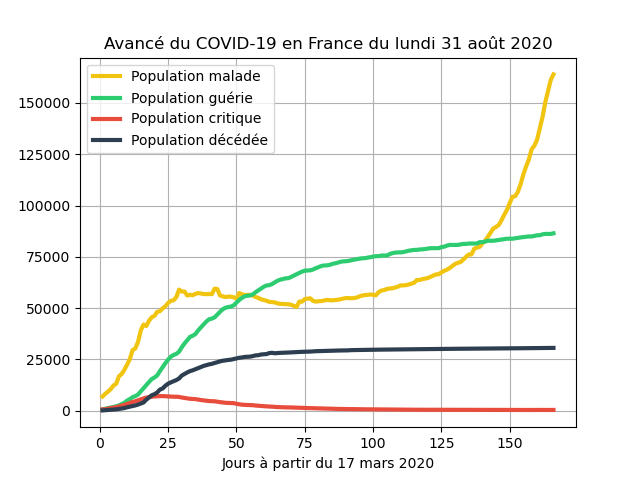 Avancé du COVID-19 en France du lundi 31 août 2020
Population malade
Population guérie
Population critique
Population décédée
150000
125000
100000
75000
50000
25000
0
0 25 50 75 100 125 150
Jours à partir du 17 mars 2020